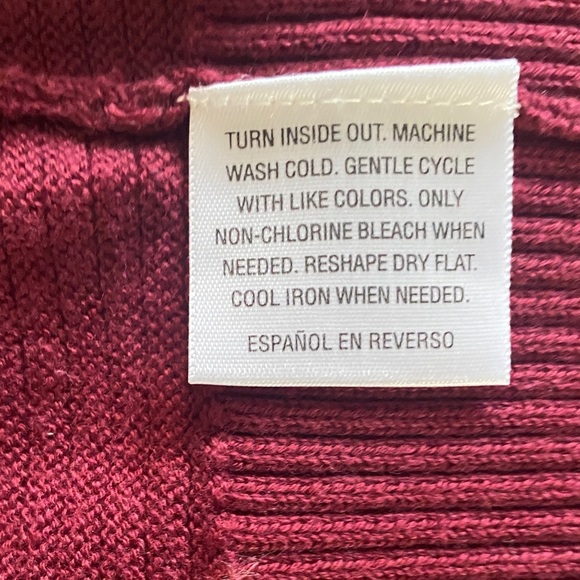 TURN INSIDE OUT. MACHINE
WASH COLD. GENTLE CYCLE
WITH LIKE COLORS. ONLY
NON-CHLORINE BLEACH WHEN
NEEDED. RESHAPE DRY FLAT.
COOL IRON WHEN NEEDED.
ESPAÑOL EN REVERSO